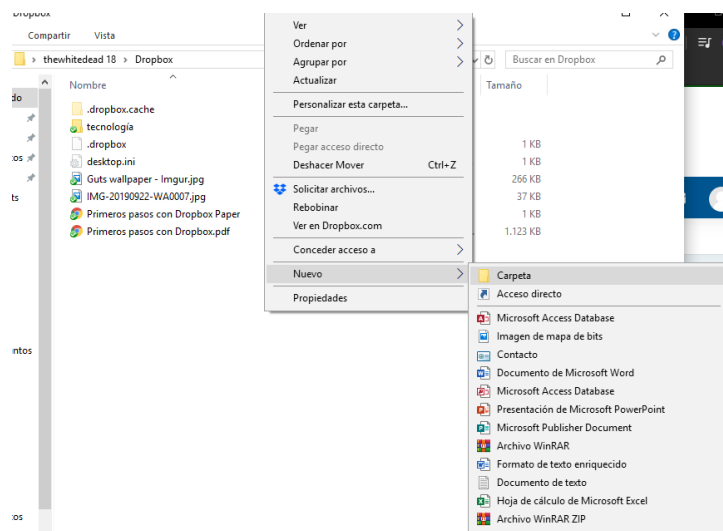 Dropbox
Compartir Vista
thewhitedead 18 > Dropbox
Buscar en Dropbox
Nombre
Tamaño
do
.dropbox.cache
tecnología
.dropbox
1 KB
os
desktop.ini
1 KB
Guts wallpaper - Imgur.jpg
266 KB
ts
IMG-20190922-WA0007.jpg
37 KB
Primeros pasos con Dropbox Paper
1 KB
Primeros pasos con Dropbox.pdf
1.123 KB
ntos
os
Ver
Ordenar por
Agrupar por
Actualizar
Personalizar esta carpeta...
Pegar
Pegar acceso directo
Deshacer Mover Ctrl+Z
Solicitar archivos...
Rebobinar
Ver en Dropbox.com
Conceder acceso a
Nuevo
Propiedades
Carpeta
Acceso directo
Microsoft Access Database
Imagen de mapa de bits
Contacto
Documento de Microsoft Word
Microsoft Access Database
Presentación de Microsoft PowerPoint
Microsoft Publisher Document
Archivo WinRAR
Formato de texto enriquecido
Documento de texto
Hoja de cálculo de Microsoft Excel
Archivo WinRAR ZIP